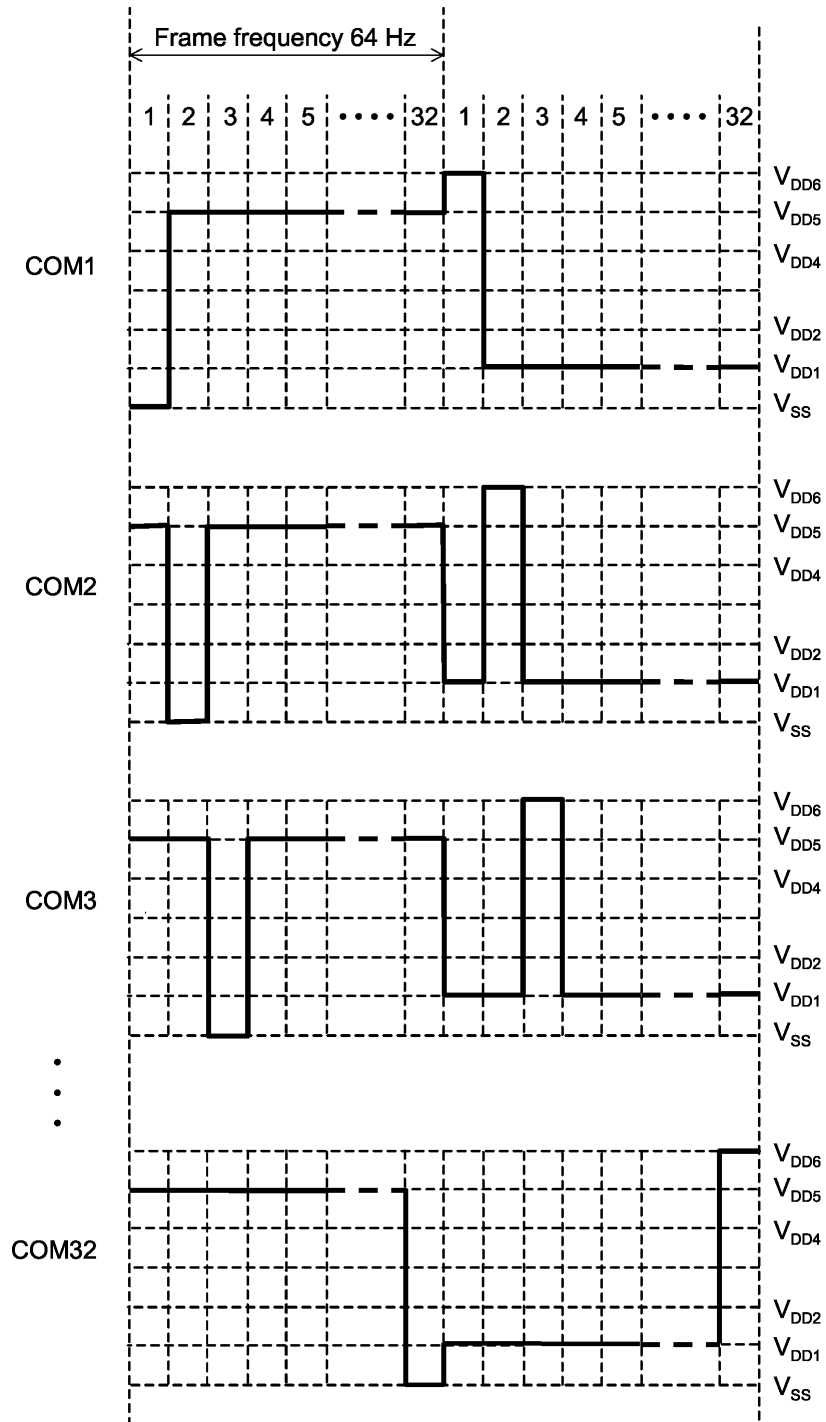 Frame frequency 64 Hz
1 2 3 4 5 •••• 32 1 2 3 4 5 •••• 32
COM1
VDD6
VDD5
VDD4
VDD2
VDD1
VSS
COM2
VDD6
VDD5
VDD4
VDD2
VDD1
VSS
COM3
VDD6
VDD5
VDD4
VDD2
VDD1
VSS
COM32
VDD6
VDD5
VDD4
VDD2
VDD1
VSS